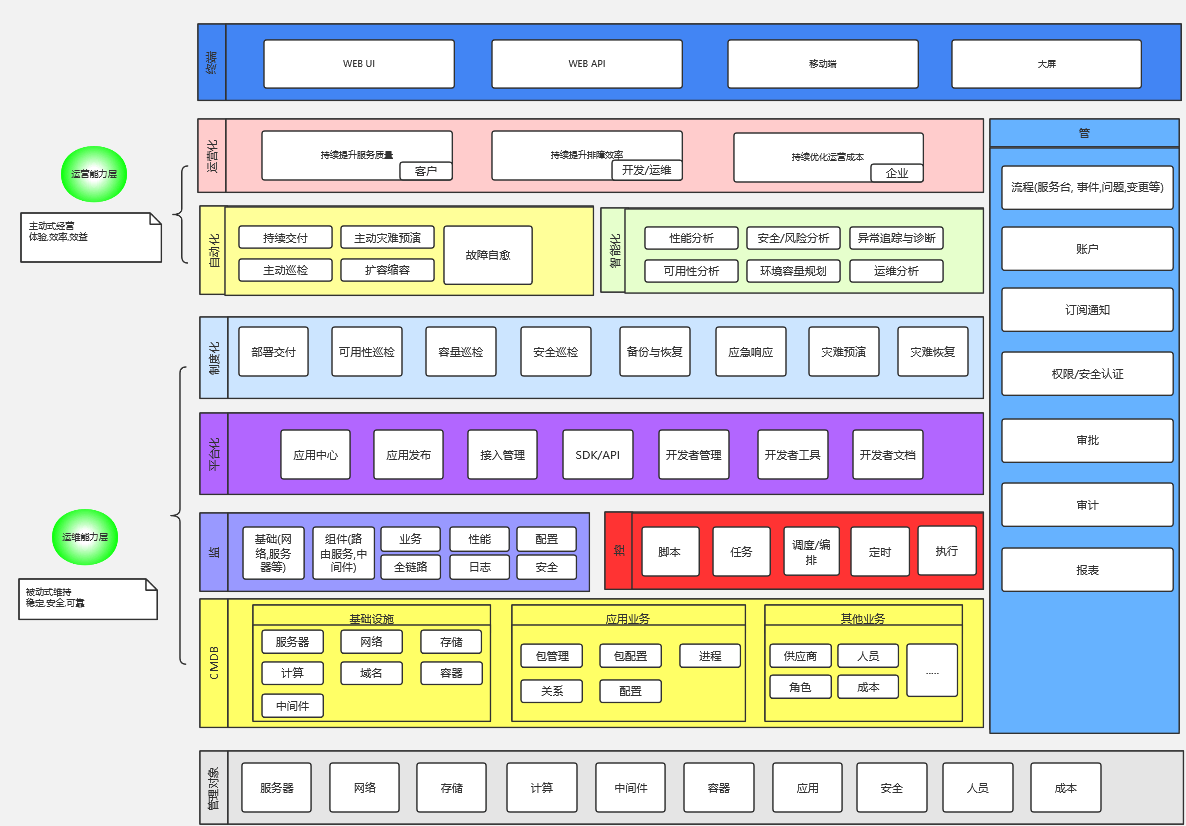 终端
WEB UI
WEB API
移动端
大屏
运营能力层
主动式经营
体验,效率,效益
运营化
持续提升服务质量
客户
持续提升排障效率
开发/运维
持续优化运营成本
企业
自动化
持续交付
主动灾难预演
故障自愈
主动巡检
扩容缩容
智能化
性能分析
安全/风险分析
异常追踪与诊断
可用性分析
环境容量规划
运维分析
管
流程(服务台, 事件,问题,变更等)
账户
订阅通知
权限/安全认证
审批
审计
报表
运维能力层
被动式维持
稳定,安全,可靠
制度化
部署交付
可用性巡检
容量巡检
安全巡检
备份与恢复
应急响应
灾难预演
灾难恢复
平台化
应用中心
应用发布
接入管理
SDK/API
开发者管理
开发者工具
开发者文档
监
基础(网
络,服务
器等)
组件(路
由服务,中
间件)
业务
性能
配置
全链路
日志
安全
控
脚本
任务
调度/编
排
定时
执行
CMDB
基础设施
服务器
网络
存储
计算
域名
容器
中间件
应用业务
包管理
包配置
进程
关系
配置
其他业务
供应商
人员
.....
角色
成本
管理对象
服务器
网络
存储
计算
中间件
容器
应用
安全
人员
成本